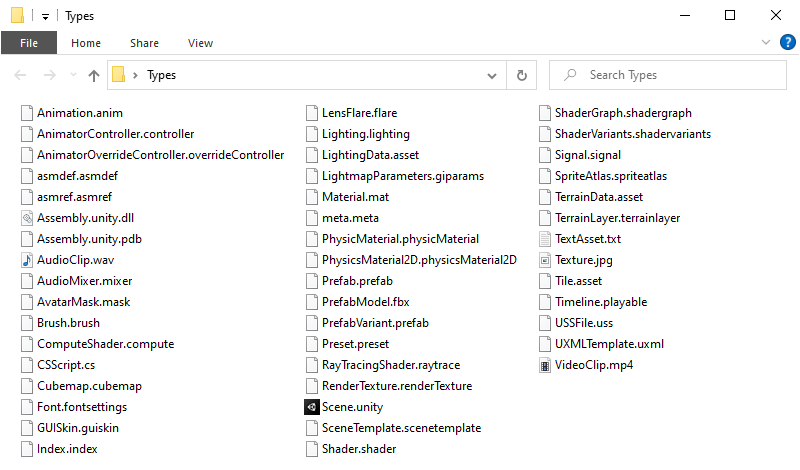 Types
File Home Share View
Types
Search Types
Animation.anim
AnimatorController.controller
AnimatorOverrideController.overrideController
asmdef.asmdef
asmref.asmref
Assembly.unity.dll
Assembly.unity.pdb
AudioClip.wav
AudioMixer.mixer
AvatarMask.mask
Brush.brush
ComputeShader.compute
CSScript.cs
Cubemap.cubemap
Font.fontsettings
GUISkin.guiskin
Index.index
LensFlare.flare
Lighting.lighting
LightingData.asset
LightmapParameters.giparams
Material.mat
meta.meta
PhysicMaterial.physicMaterial
PhysicsMaterial2D.physicsMaterial2D
Prefab.prefab
PrefabModel.fbx
PrefabVariant.prefab
Preset.preset
RayTracingShader.raytrace
RenderTexture.renderTexture
Scene.unity
SceneTemplate.scenetemplate
Shader.shader
ShaderGraph.shadergraph
ShaderVariants.shadervariants
Signal.signal
SpriteAtlas.spriteatlas
TerrainData.asset
TerrainLayer.terrainlayer
TextAsset.txt
Texture.jpg
Tile.asset
Timeline.playable
USSFile.uss
UXMLTemplate.uxml
VideoClip.mp4